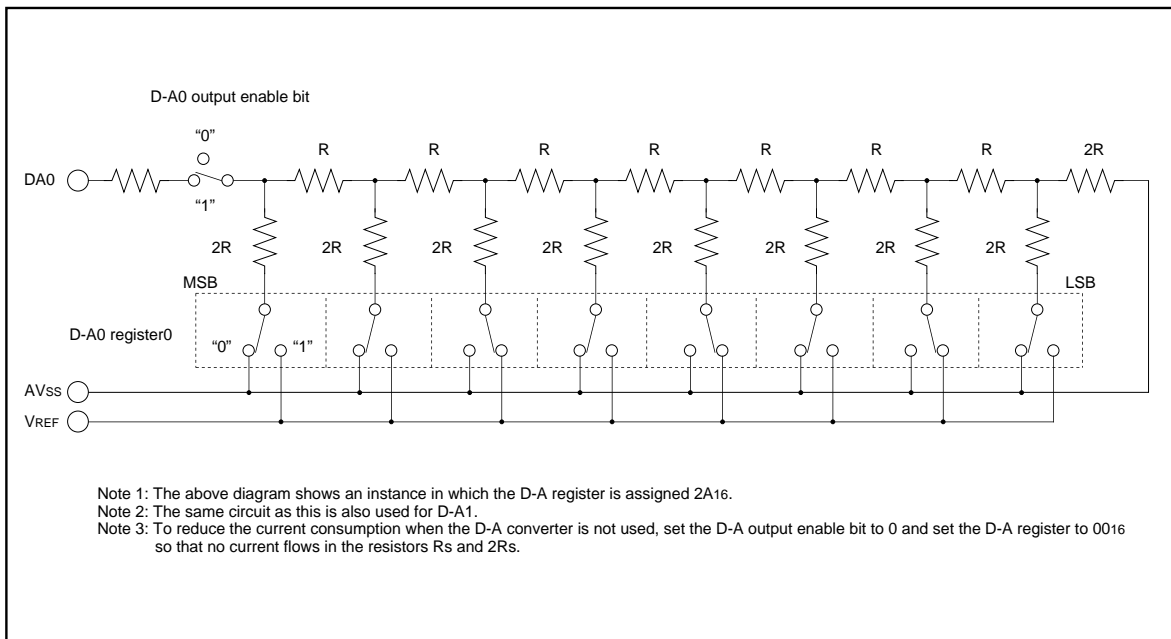 D-A0 output enable bit
“0”
R R R R R R R 2R
DA0
“1”
2R 2R 2R 2R 2R 2R 2R 2R
MSB LSB
D-A0 register0
“0” “1”
AVSS
VREF
Note 1: The above diagram shows an instance in which the D-A register is assigned 2A16.
Note 2: The same circuit as this is also used for D-A1.
Note 3: To reduce the current consumption when the D-A converter is not used, set the D-A output enable bit to 0 and set the D-A register to 0016
so that no current flows in the resistors Rs and 2Rs.